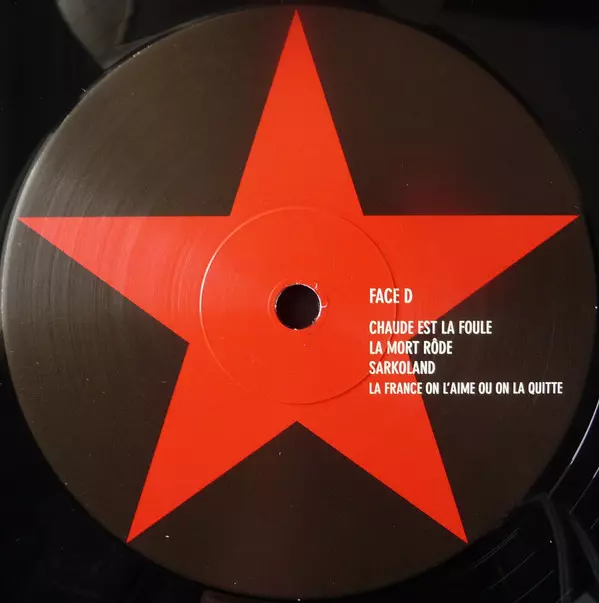 FACE D
CHAUDE EST LA FOULE
LA MORT RÔDE
SARKOLAND
LA FRANCE ON L'AIME OU ON LA QUITTE